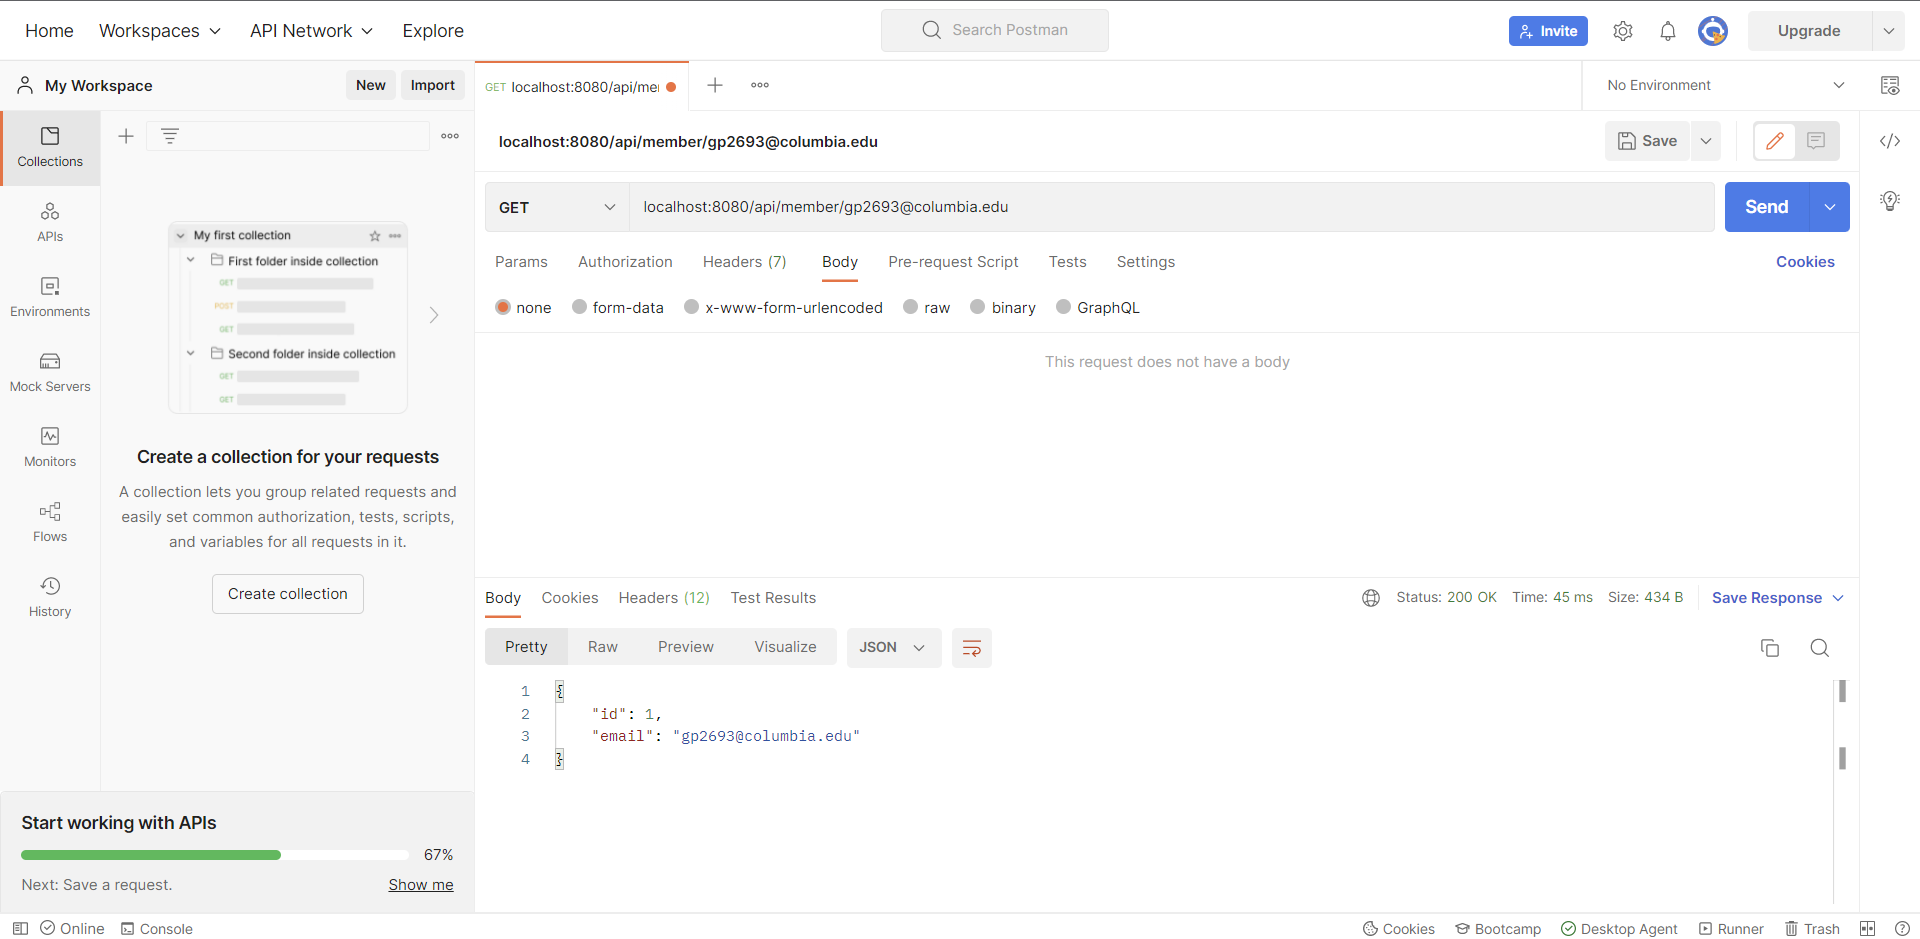 Home Workspaces API Network Explore Search Postman Invite Upgrade
My Workspace New Import
GET localhost:8080/api/me No Environment
Collections
APIs
Environments
Mock Servers
Monitors
Flows
History
My first collection
First folder inside collection
GET
POST
GET
Second folder inside collection
GET
GET
Create a collection for your requests
A collection lets you group related requests and
easily set common authorization, tests, scripts,
and variables for all requests in it.
Create collection
Start working with APIs
67%
Next: Save a request. Show me
localhost:8080/api/member/gp2693@columbia.edu Save
GET localhost:8080/api/member/gp2693@columbia.edu Send
Params Authorization Headers (7) Body Pre-request Script Tests Settings Cookies
none form-data x-www-form-urlencoded raw binary GraphQL
This request does not have a body
Body Cookies Headers (12) Test Results Status: 200 OK Time: 45 ms Size: 434 B Save Response
Pretty Raw Preview Visualize JSON
1 {
2 "id": 1,
3 "email": "gp2693@columbia.edu"
4 }
Online Console Cookies Bootcamp Desktop Agent Runner Trash